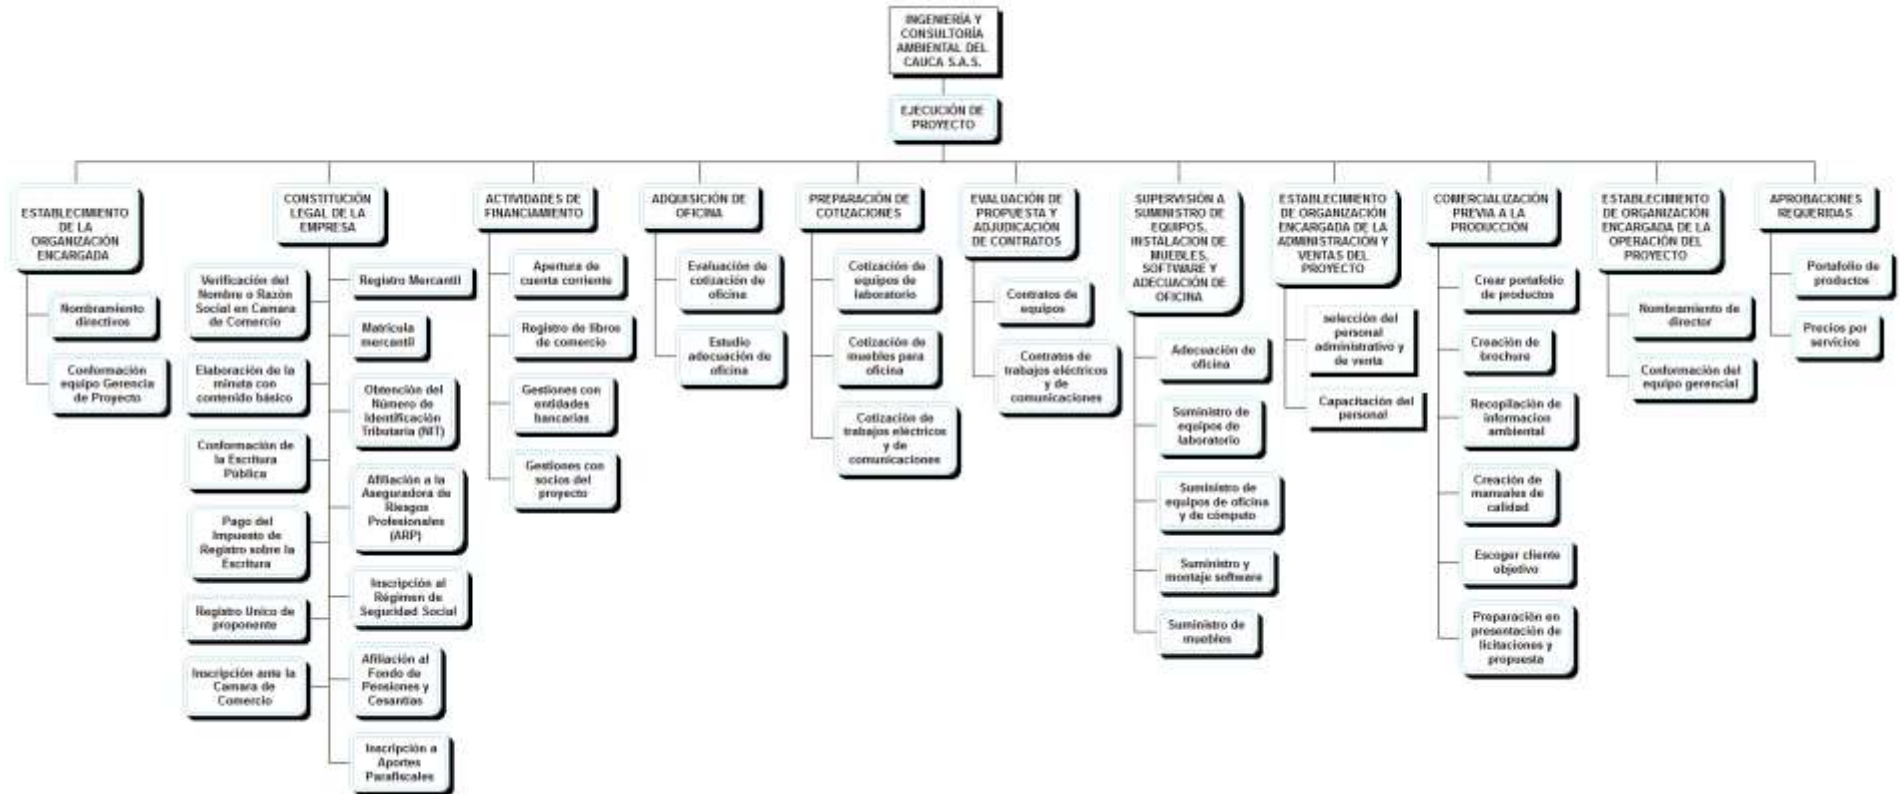 INGENIERÍA Y
CONSULTORÍA
AMBIENTAL DEL
CAUCA S.A.S.
EJECUCIÓN DE
PROYECTO
ESTABLECIMIENTO
DE LA
ORGANIZACIÓN
ENCARGADA
Nombramiento
directivos
Conformación
equipo Gerencia
de Proyecto
CONSTITUCIÓN
LEGAL DE LA
EMPRESA
Verificación del
Nombre o Razón
Social en Camara
de Comercio
Elaboración de la
minuta con
contenido básico
Conformación de
la Escritura
Pública
Pago del
Impuesto de
Registro sobre la
Escritura
Registro Unico de
proponente
Inscripción ante la
Camara de
Comercio
Registro Mercantil
Matrícula
mercantil
Obtención del
Número de
Identificación
Tributaria (NIT)
Afiliación a la
Aseguradora de
Riesgos
Profesionales
(ARP)
Inscripción al
Régimen de
Seguridad Social
Afiliación al
Fondo de
Pensiones y
Cesantías
Inscripción a
Aportes
Parafiscales
ACTIVIDADES DE
FINANCIAMIENTO
Apertura de
cuenta corriente
Registro de libros
de comercio
Gestiones con
entidades
bancarias
Gestiones con
socios del
proyecto
ADQUISICIÓN DE
OFICINA
Evaluación de
cotización de
oficina
Estudio
adecuación de
oficina
PREPARACIÓN DE
COTIZACIONES
Cotización de
equipos de
laboratorio
Cotización de
muebles para
oficina
Cotización de
trabajos eléctricos
y de
comunicaciones
EVALUACIÓN DE
PROPUESTA Y
ADJUDICACIÓN
DE CONTRATOS
Contratos de
equipos
Contratos de
trabajos eléctricos
y de
comunicaciones
SUPERVISIÓN A
SUMINISTRO DE
EQUIPOS,
INSTALACION DE
MUEBLES,
SOFTWARE Y
ADECUACIÓN DE
OFICINA
Adecuación de
oficina
Suministro de
equipos de
laboratorio
Suministro de
equipos de oficina
y de cómputo
Suministro y
montaje software
Suministro de
muebles
ESTABLECIMIENTO
DE ORGANIZACIÓN
ENCARGADA DE LA
ADMINISTRACIÓN Y
VENTAS DEL
PROYECTO
selección del
personal
administrativo y
de venta
Capacitación del
personal
COMERCIALIZACIÓN
PREVIA A LA
PRODUCCIÓN
Crear portafolio
de productos
Creación de
brochure
Recopilación de
informacion
ambiental
Creación de
manuales de
calidad
Escoger cliente
objetivo
Preparación en
presentación de
licitaciones y
propuesta
ESTABLECIMIENTO
DE ORGANIZACIÓN
ENCARGADA DE LA
OPERACIÓN DEL
PROYECTO
Nombramiento de
director
Conformación del
equipo gerencial
APROBACIONES
REQUERIDAS
Portafolio de
productos
Precios por
servicios